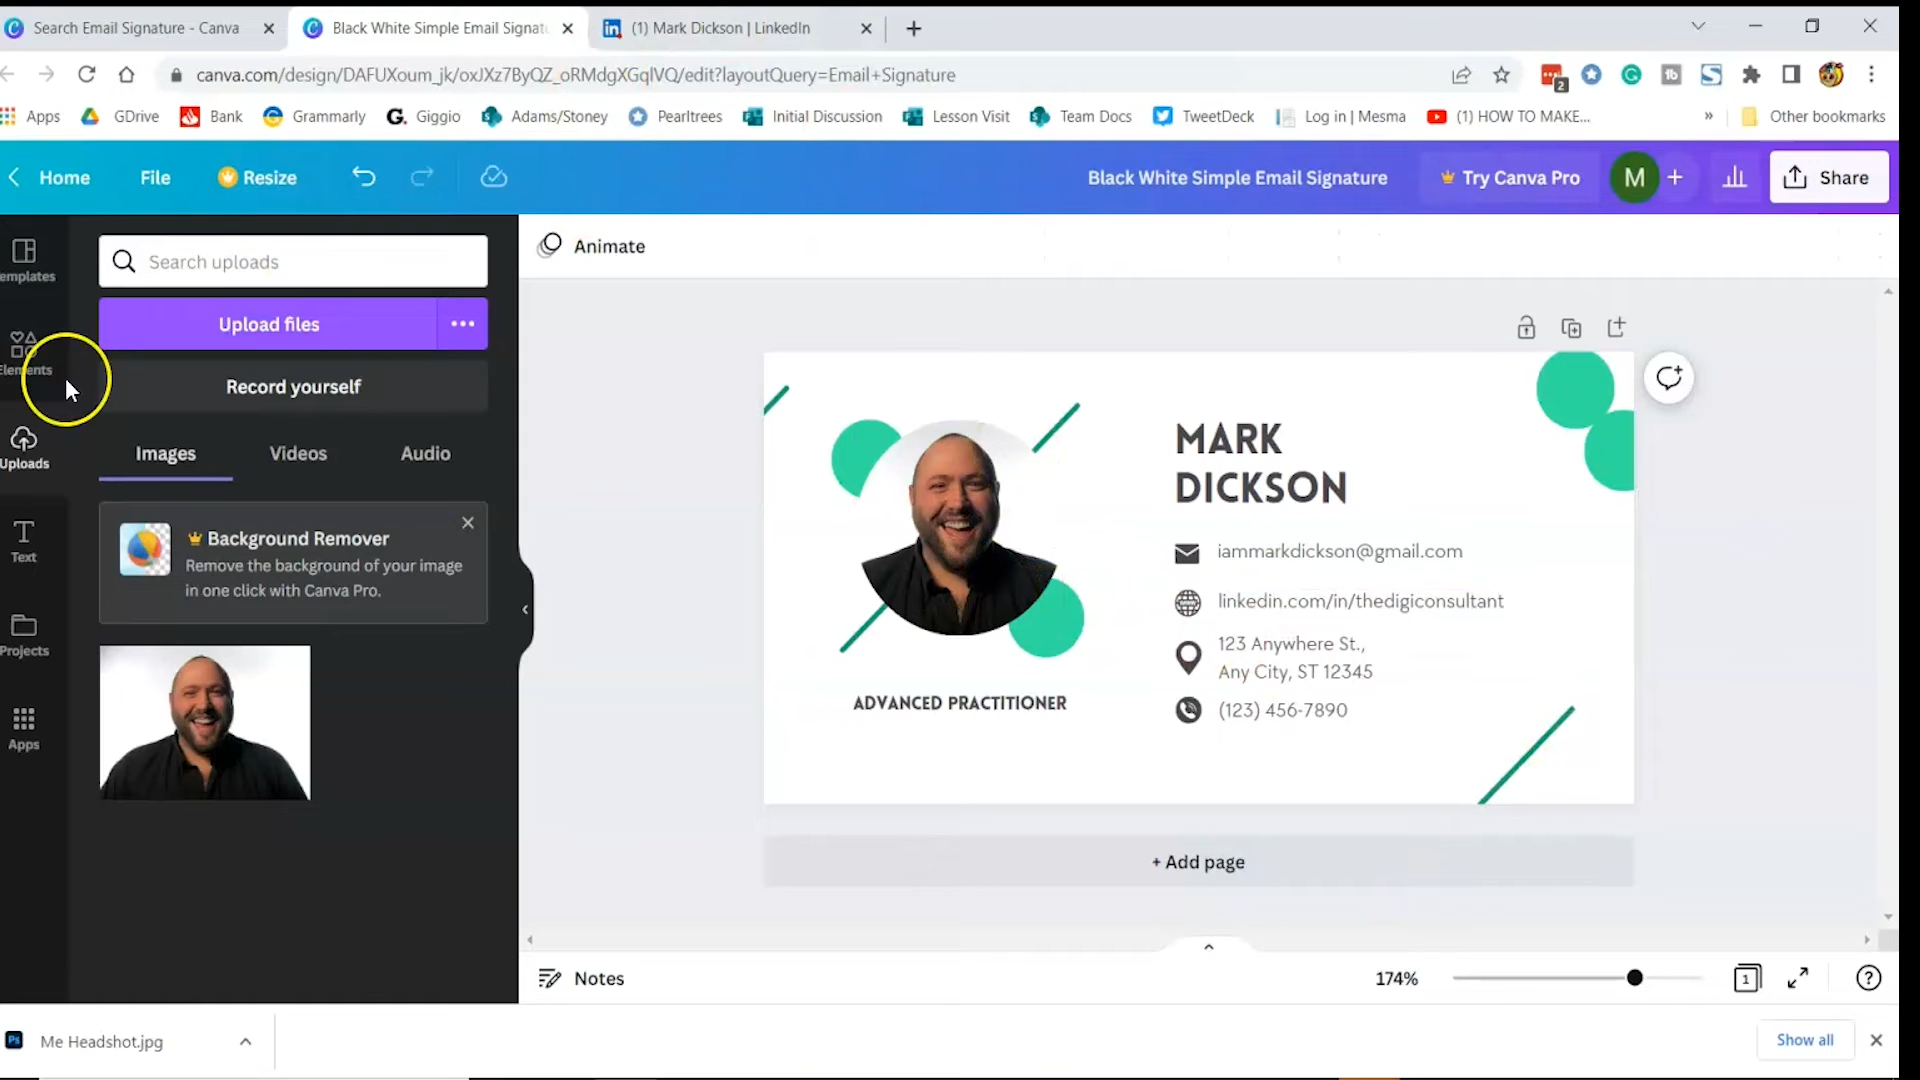 Search Email Signature - Canva
Black White Simple Email Signat
(1) Mark Dickson | LinkedIn
canva.com/design/DAFUXoum_jk/oxJXz7ByQZ_oRMdgXGqlVQ/edit?layoutQuery=Email+Signature
2
Apps
GDrive
Bank
Grammarly
Giggio
Adams/Stoney
Pearltrees
Initial Discussion
Lesson Visit
Team Docs
TweetDeck
Log in | Mesma
(1) HOW TO MAKE...
»
Other bookmarks
Home
File
Resize
Black White Simple Email Signature
Try Canva Pro
M
+
Share
emplates
Elements
Uploads
Text
Projects
Apps
Search uploads
Upload files
Record yourself
Images
Videos
Audio
Background Remover
Remove the background of your image
in one click with Canva Pro.
Animate
MARK
DICKSON
iammarkdickson@gmail.com
linkedin.com/in/thedigiconsultant
123 Anywhere St.,
Any City, ST 12345
(123) 456-7890
ADVANCED PRACTITIONER
+ Add page
Notes
174%
1
?
Ps
Me Headshot.jpg
Show all